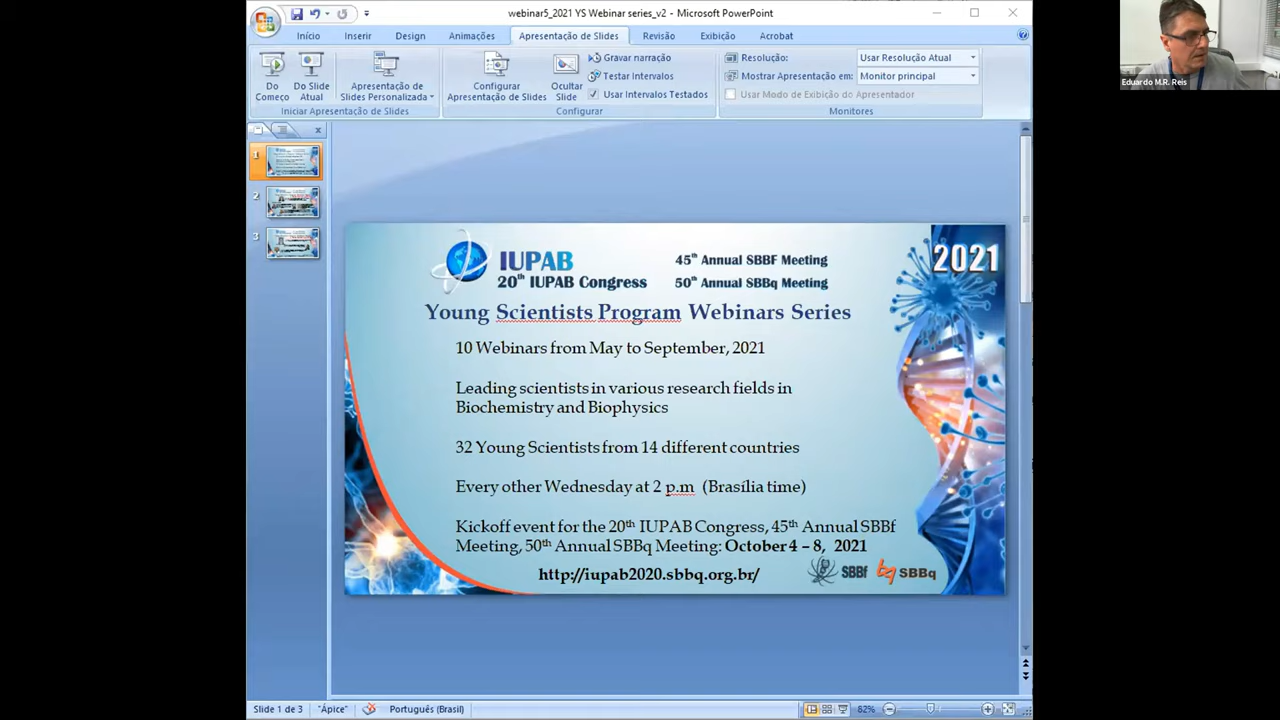 webinar5_2021 YS Webinar series_v2 - Microsoft PowerPoint
Início Inserir Design Animações Apresentação de Slides Revisão Exibição Acrobat
Do Começo
Do Slide Atual
Apresentação de Slides Personalizada
Iniciar Apresentação de Slides
Configurar Apresentação de Slides
Ocultar Slide
Gravar narração
Testar Intervalos
Usar Intervalos Testados
Configurar
Resolução: Usar Resolução Atual
Mostrar Apresentação em: Monitor principal
Usar Modo de Exibição do Apresentador
Monitores
Eduardo M.R. Reis
1
2
3
IUPAB
20th IUPAB Congress
45th Annual SBBF Meeting
50th Annual SBBq Meeting
2021
Young Scientists Program Webinars Series
10 Webinars from May to September, 2021
Leading scientists in various research fields in
Biochemistry and Biophysics
32 Young Scientists from 14 different countries
Every other Wednesday at 2 p.m (Brasília time)
Kickoff event for the 20th IUPAB Congress, 45th Annual SBBf
Meeting, 50th Annual SBBq Meeting: October 4 – 8, 2021
http://iupab2020.sbbq.org.br/
SBBf SBBq
Slide 1 de 3 "Ápice" Português (Brasil) 82%